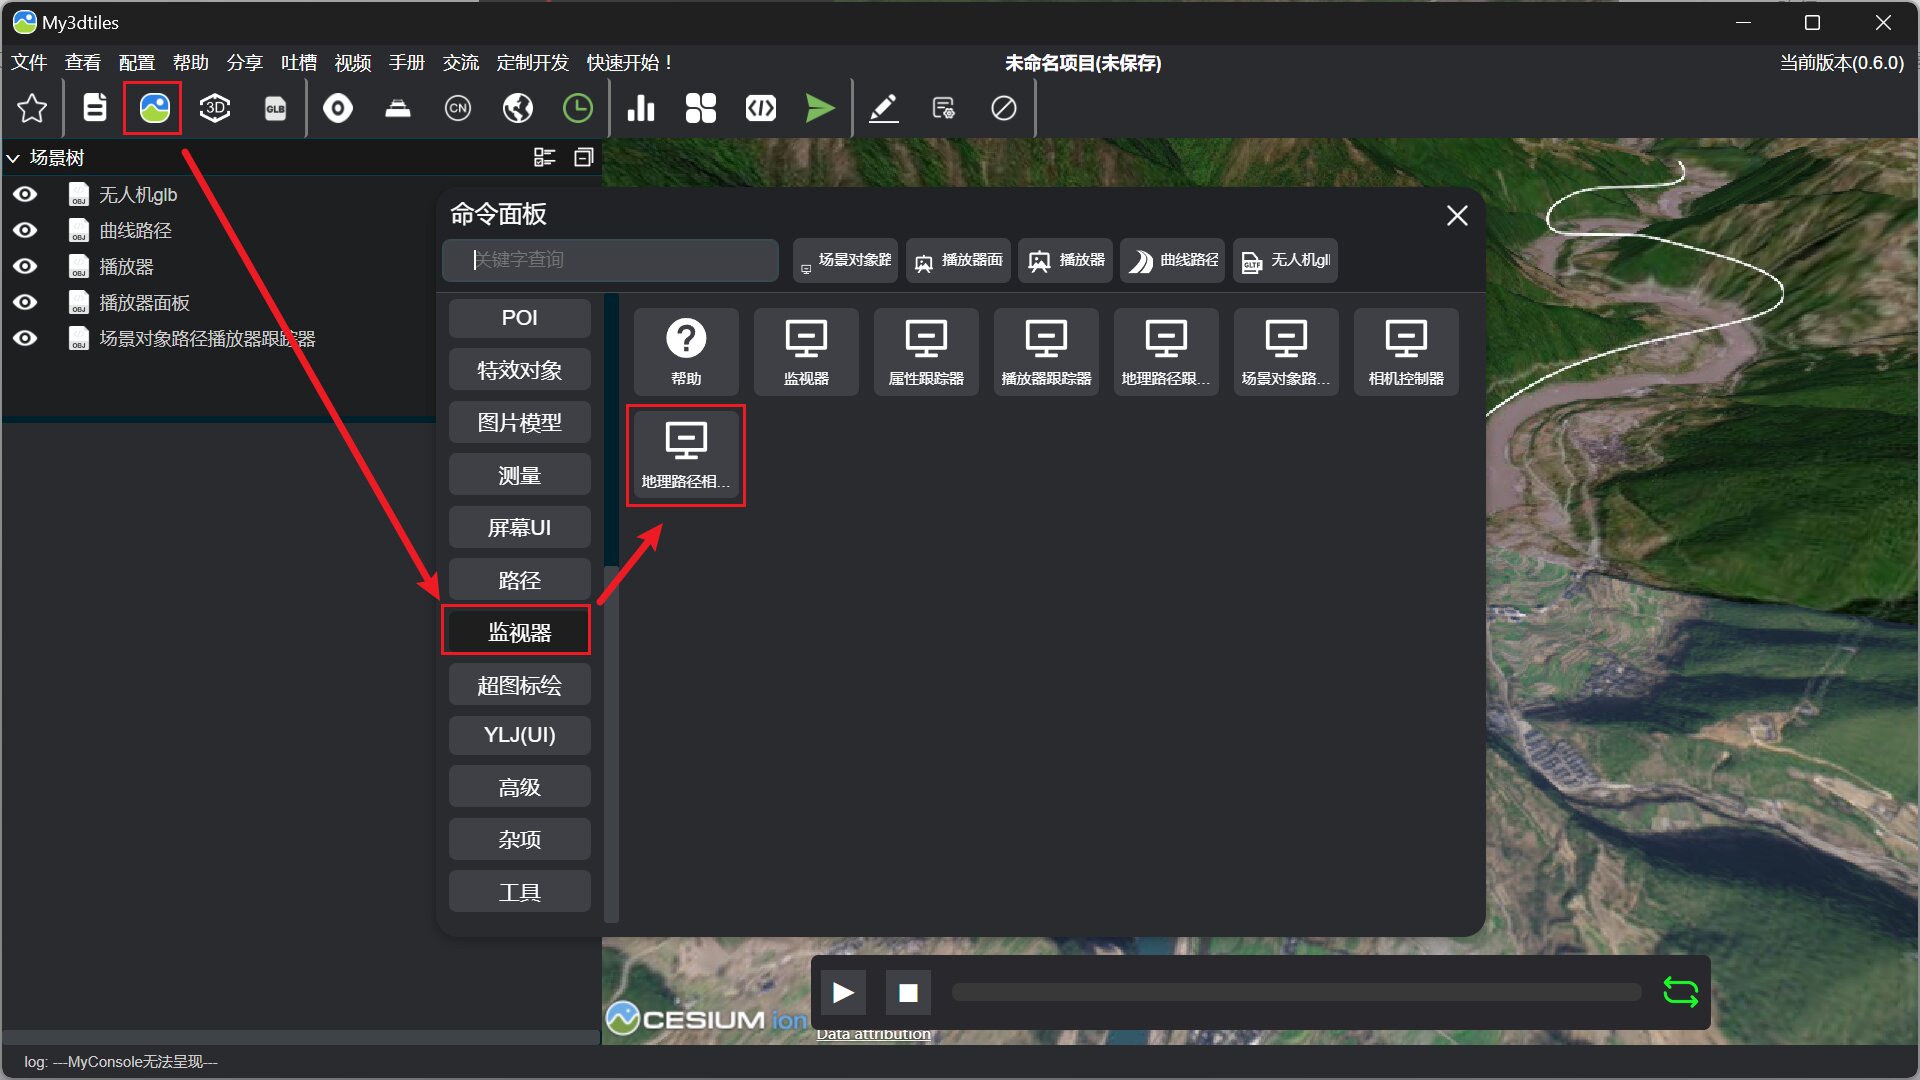 My3dtiles
文件 查看 配置 帮助 分享 吐槽 视频 手册 交流 定制开发 快速开始！ 未命名项目(未保存) 当前版本(0.6.0)
3D GLB CN
场景树
OBJ 无人机glb
OBJ 曲线路径
OBJ 播放器
OBJ 播放器面板
OBJ 场景对象路径播放器跟踪器
命令面板
关键字查询 场景对象路 播放器面 播放器 曲线路径 GLTF 无人机gl
POI
特效对象
图片模型
测量
屏幕UI
路径
监视器
超图标绘
YLJ(UI)
高级
杂项
工具
帮助 监视器 属性跟踪器 播放器跟踪器 地理路径跟... 场景对象路... 相机控制器
地理路径相...
CESIUM ion
Data attribution
log: ---MyConsole无法呈现---